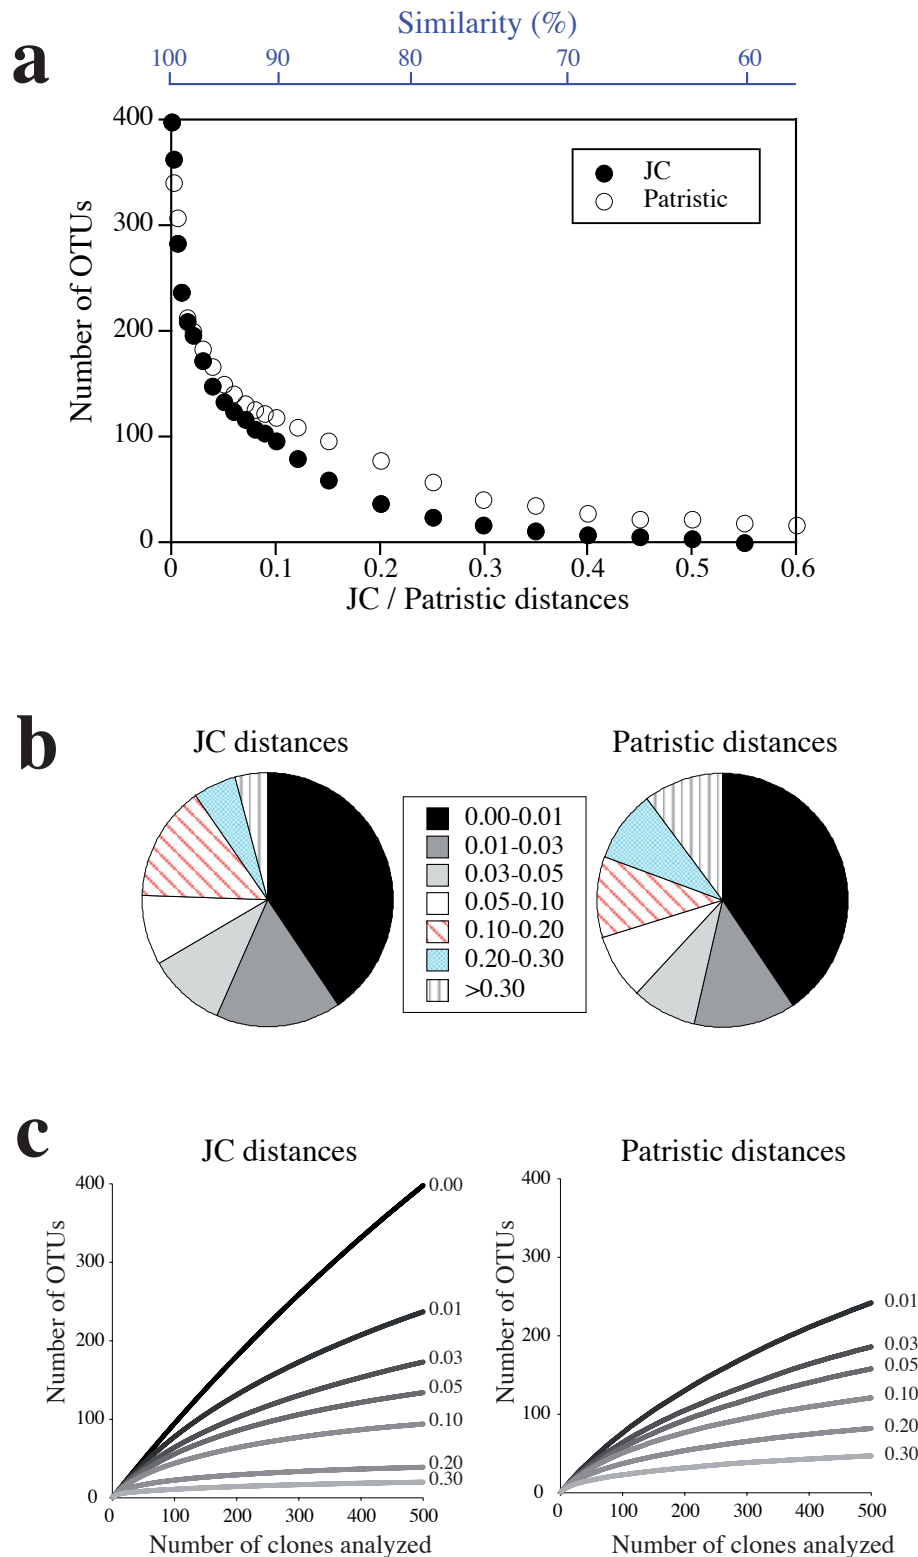 a
Similarity (%)
100 90 80 70 60
400
300
200
100
0
Number of OTUs
JC
Patristic
0 0.1 0.2 0.3 0.4 0.5 0.6
JC / Patristic distances
b
JC distances
Patristic distances
0.00-0.01
0.01-0.03
0.03-0.05
0.05-0.10
0.10-0.20
0.20-0.30
>0.30
c
JC distances
400
300
200
100
0
Number of OTUs
0.00
0.01
0.03
0.05
0.10
0.20
0.30
0 100 200 300 400 500
Number of clones analyzed
Patristic distances
400
300
200
100
0
Number of OTUs
0.01
0.03
0.05
0.10
0.20
0.30
0 100 200 300 400 500
Number of clones analyzed